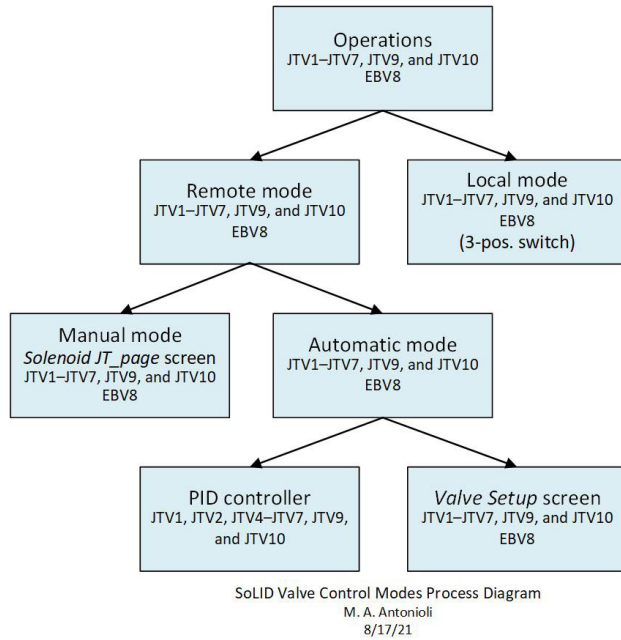 Operations
JTV1–JTV7, JTV9, and JTV10
EBV8
Remote mode
JTV1–JTV7, JTV9, and JTV10
EBV8
Local mode
JTV1–JTV7, JTV9, and JTV10
EBV8
(3-pos. switch)
Manual mode
Solenoid JT_page screen
JTV1–JTV7, JTV9, and JTV10
EBV8
Automatic mode
JTV1–JTV7, JTV9, and JTV10
EBV8
PID controller
JTV1, JTV2, JTV4–JTV7, JTV9,
and JTV10
Valve Setup screen
JTV1–JTV7, JTV9, and JTV10
EBV8
SoLID Valve Control Modes Process Diagram
M. A. Antonioli
8/17/21